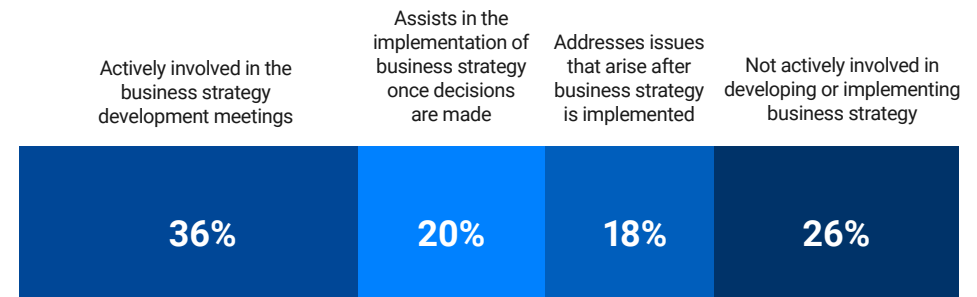 Actively involved in the
business strategy
development meetings
Assists in the
implementation of
business strategy
once decisions
are made
Addresses issues
that arise after
business strategy
is implemented
Not actively involved in
developing or implementing
business strategy
36%
20%
18%
26%